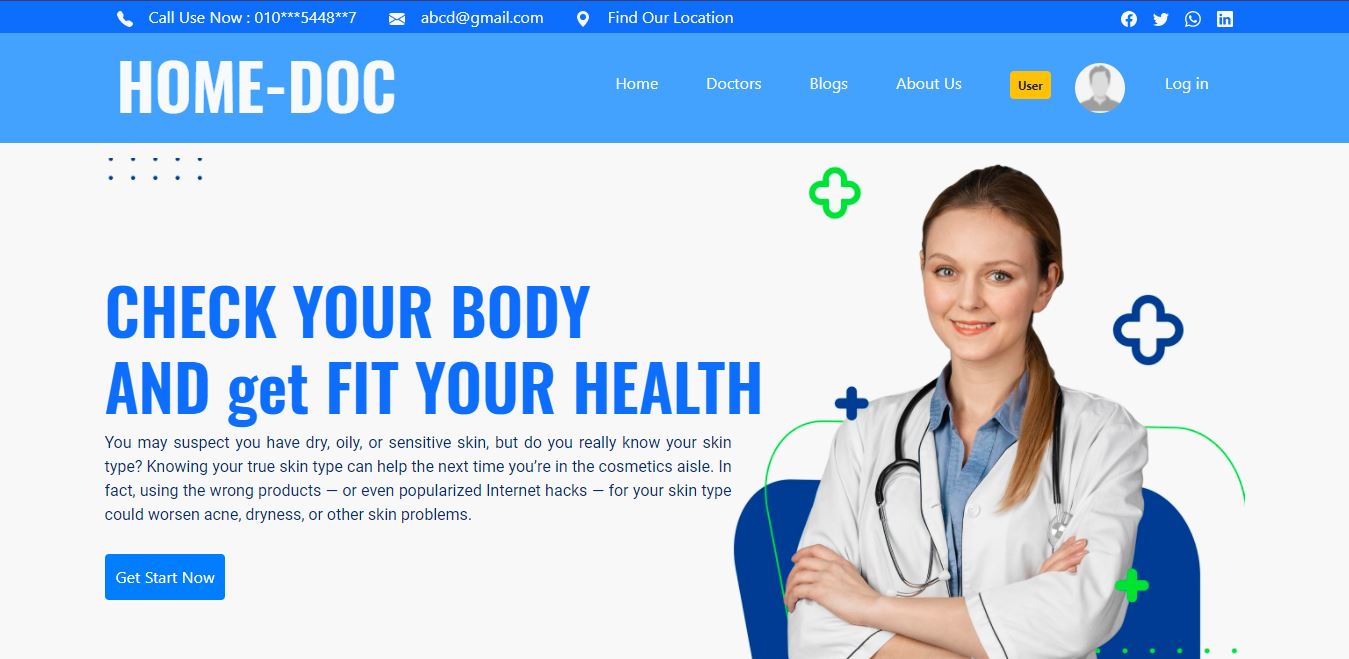 Call Use Now : 010***5448**7 abcd@gmail.com Find Our Location
HOME-DOC
Home Doctors Blogs About Us User Log in
CHECK YOUR BODY
AND get FIT YOUR HEALTH
You may suspect you have dry, oily, or sensitive skin, but do you really know your skin
type? Knowing your true skin type can help the next time you’re in the cosmetics aisle. In
fact, using the wrong products — or even popularized Internet hacks — for your skin type
could worsen acne, dryness, or other skin problems.
Get Start Now